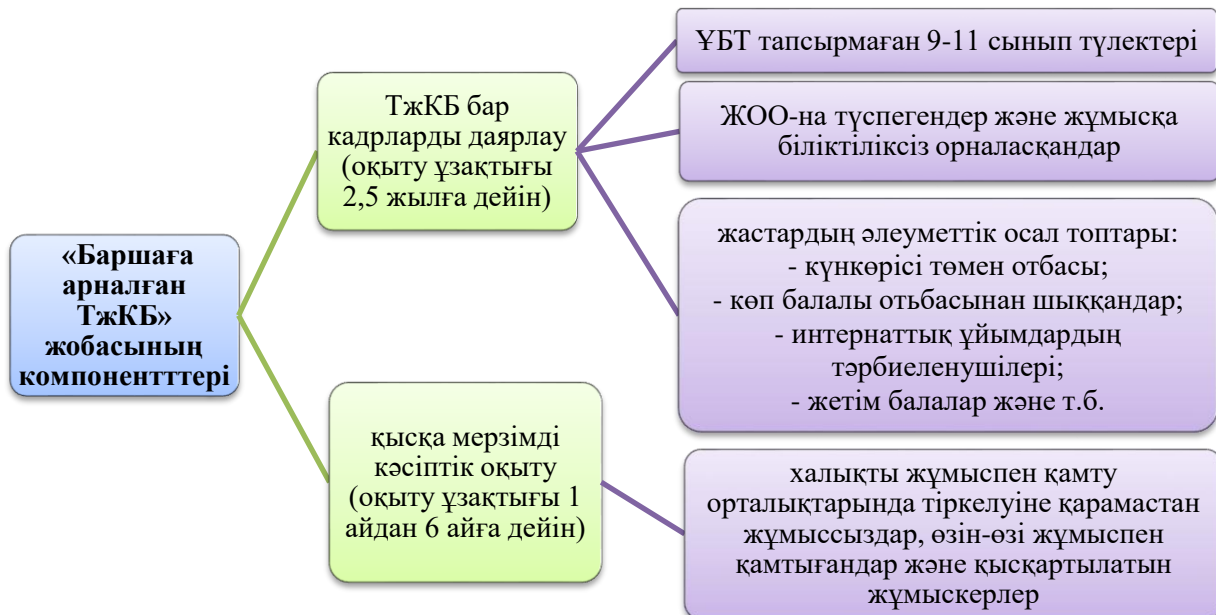 «Баршаға
арналған
ТжКБ»
жобасының
компонентттері
ТжКБ бар
кадрларды даярлау
(оқыту ұзақтығы
2,5 жылға дейін)
ҰБТ тапсырмаған 9-11 сынып түлектері
ЖОО-на түспегендер және жұмысқа
біліктіліксіз орналасқандар
жастардың әлеуметтік осал топтары:
- күнкөрісі төмен отбасы;
- көп балалы отьбасынан шыққандар;
- интернаттық ұйымдардың
тәрбиеленушілері;
- жетім балалар және т.б.
қысқа мерзімді
кәсіптік оқыту
(оқыту ұзақтығы 1
айдан 6 айға дейін)
халықты жұмыспен қамту
орталықтарында тіркелуіне қарамастан
жұмыссыздар, өзін-өзі жұмыспен
қамтығандар және қысқартылатын
жұмыскерлер